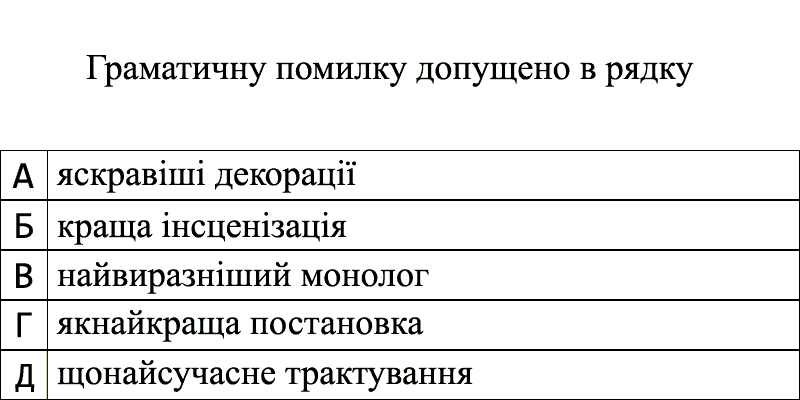 Граматичну помилку допущено в рядку
А яскравіші декорації
Б краща інсценізація
В найвиразніший монолог
Г якнайкраща постановка
Д щонайсучасне трактування